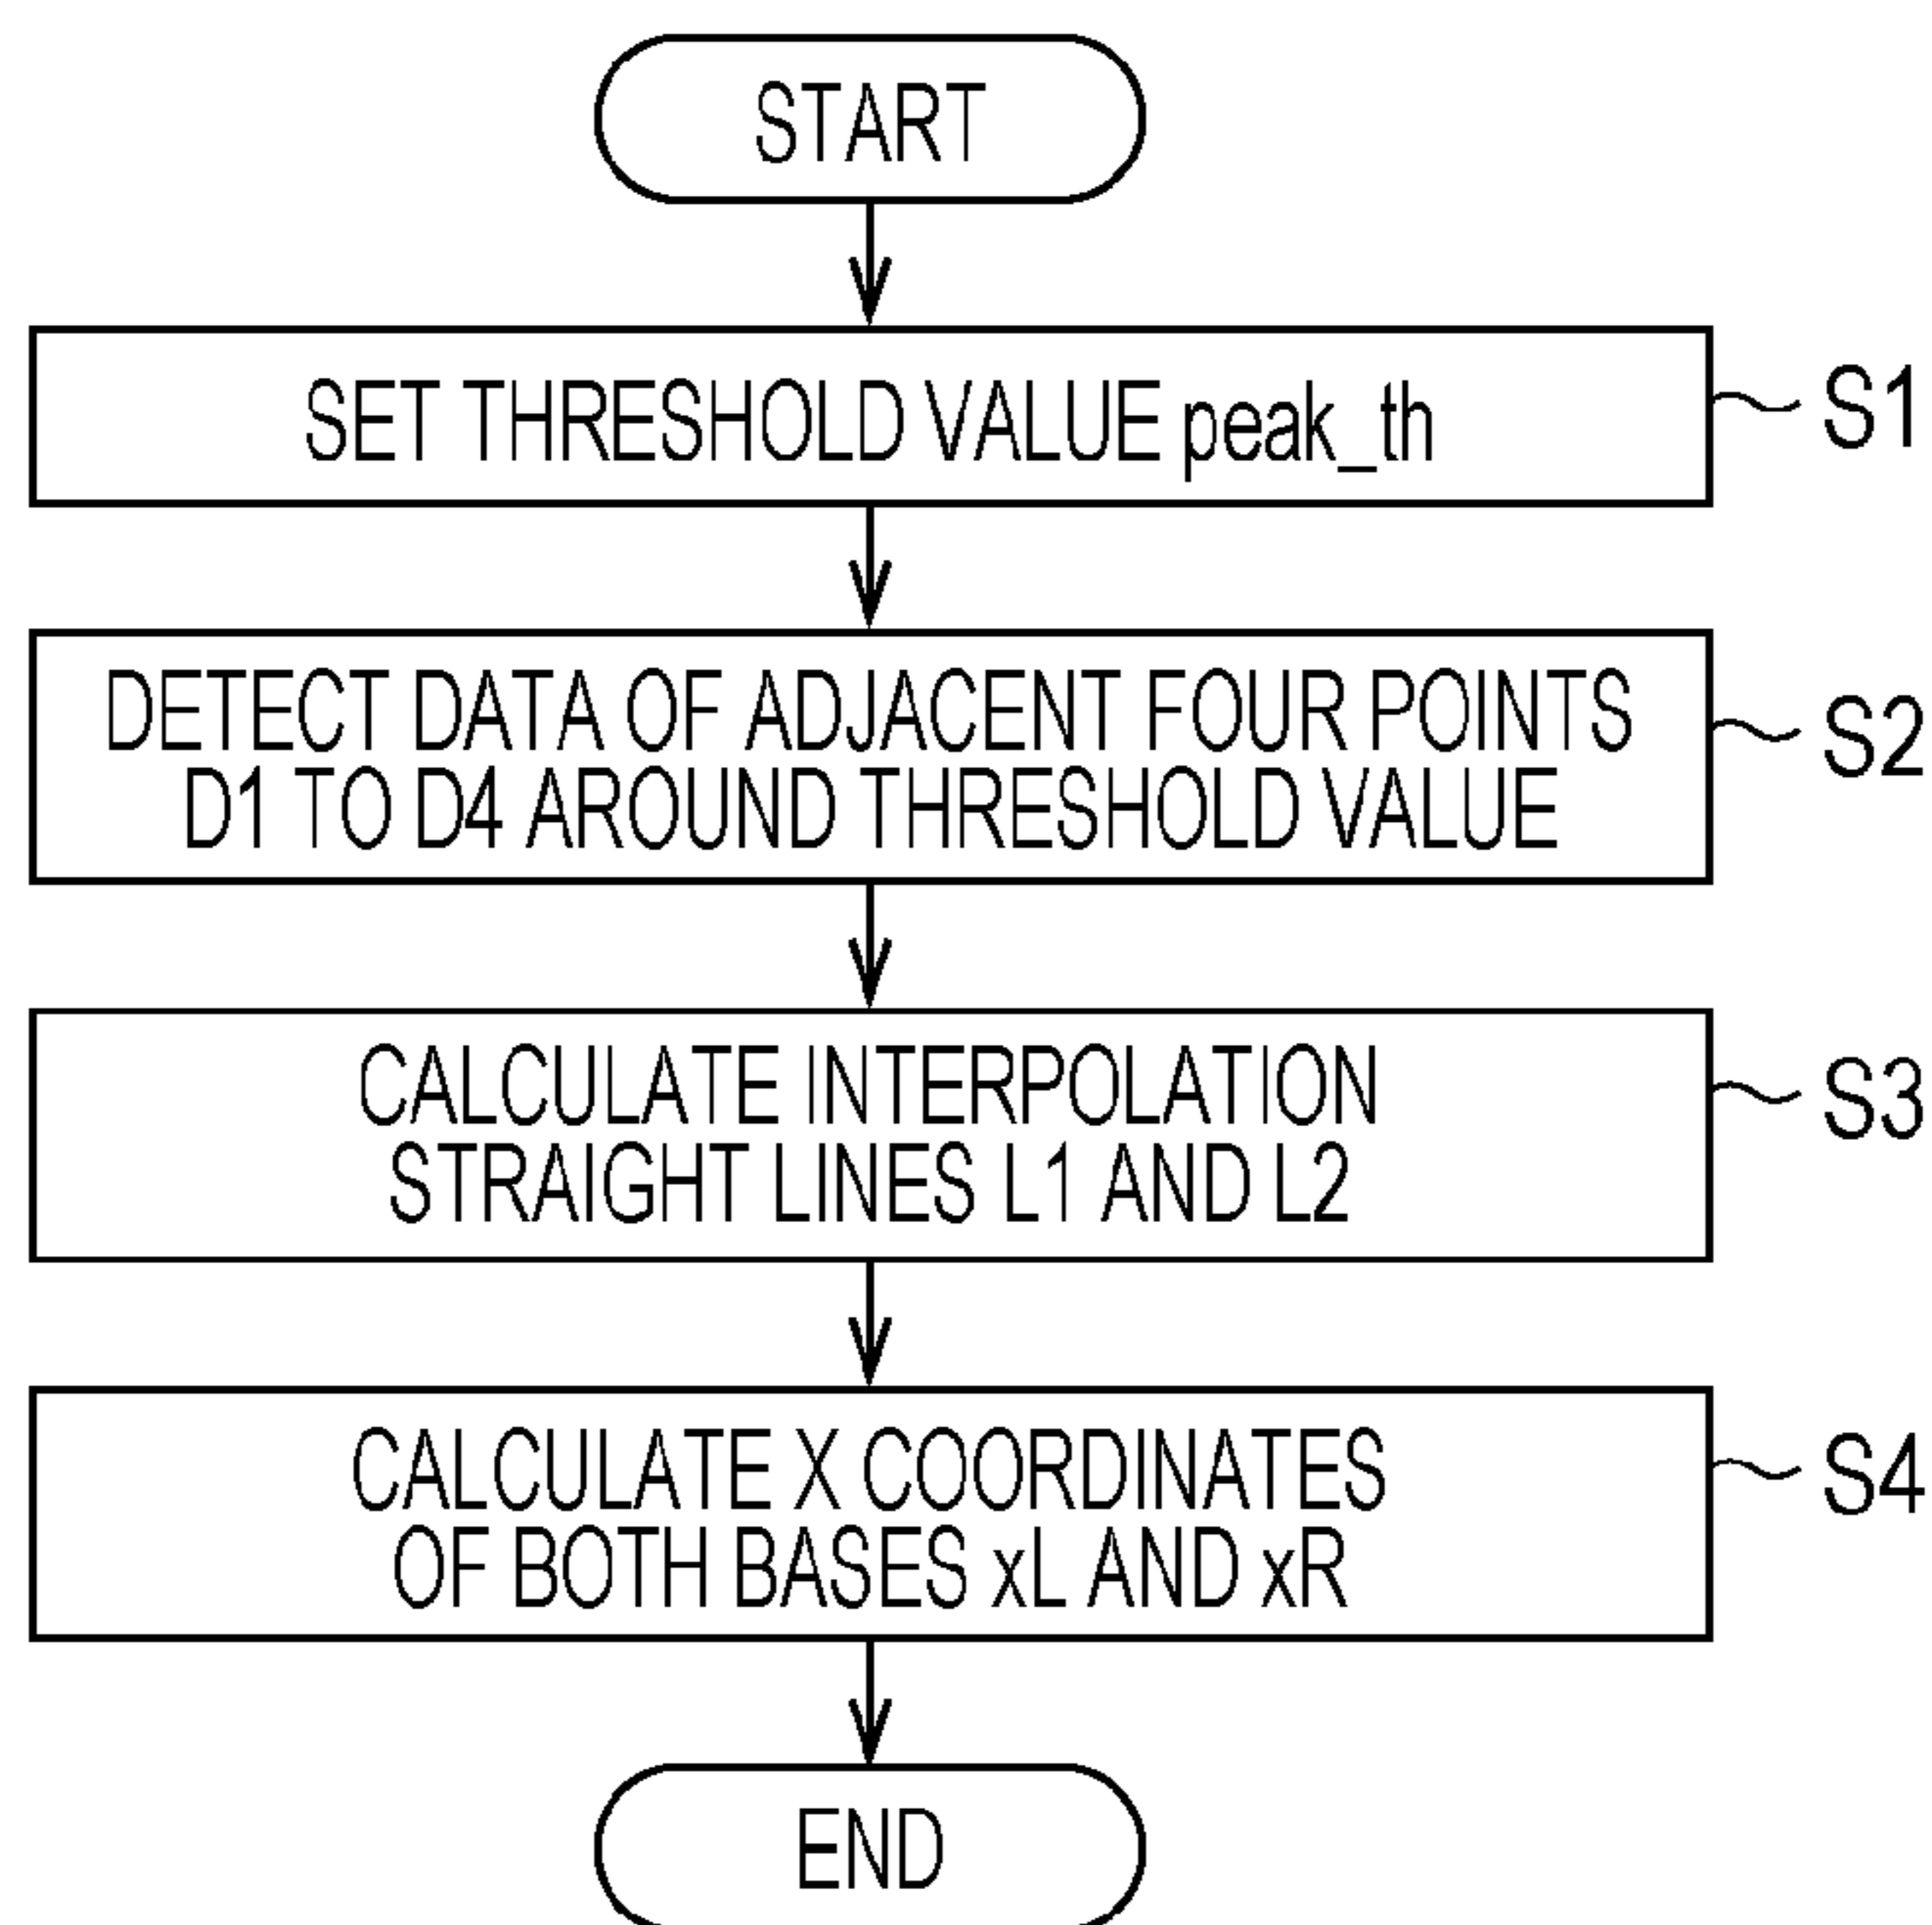 START
SET THRESHOLD VALUE peak_th
S1
DETECT DATA OF ADJACENT FOUR POINTS
D1 TO D4 AROUND THRESHOLD VALUE
S2
CALCULATE INTERPOLATION
STRAIGHT LINES L1 AND L2
S3
CALCULATE X COORDINATES
OF BOTH BASES xL AND xR
S4
END